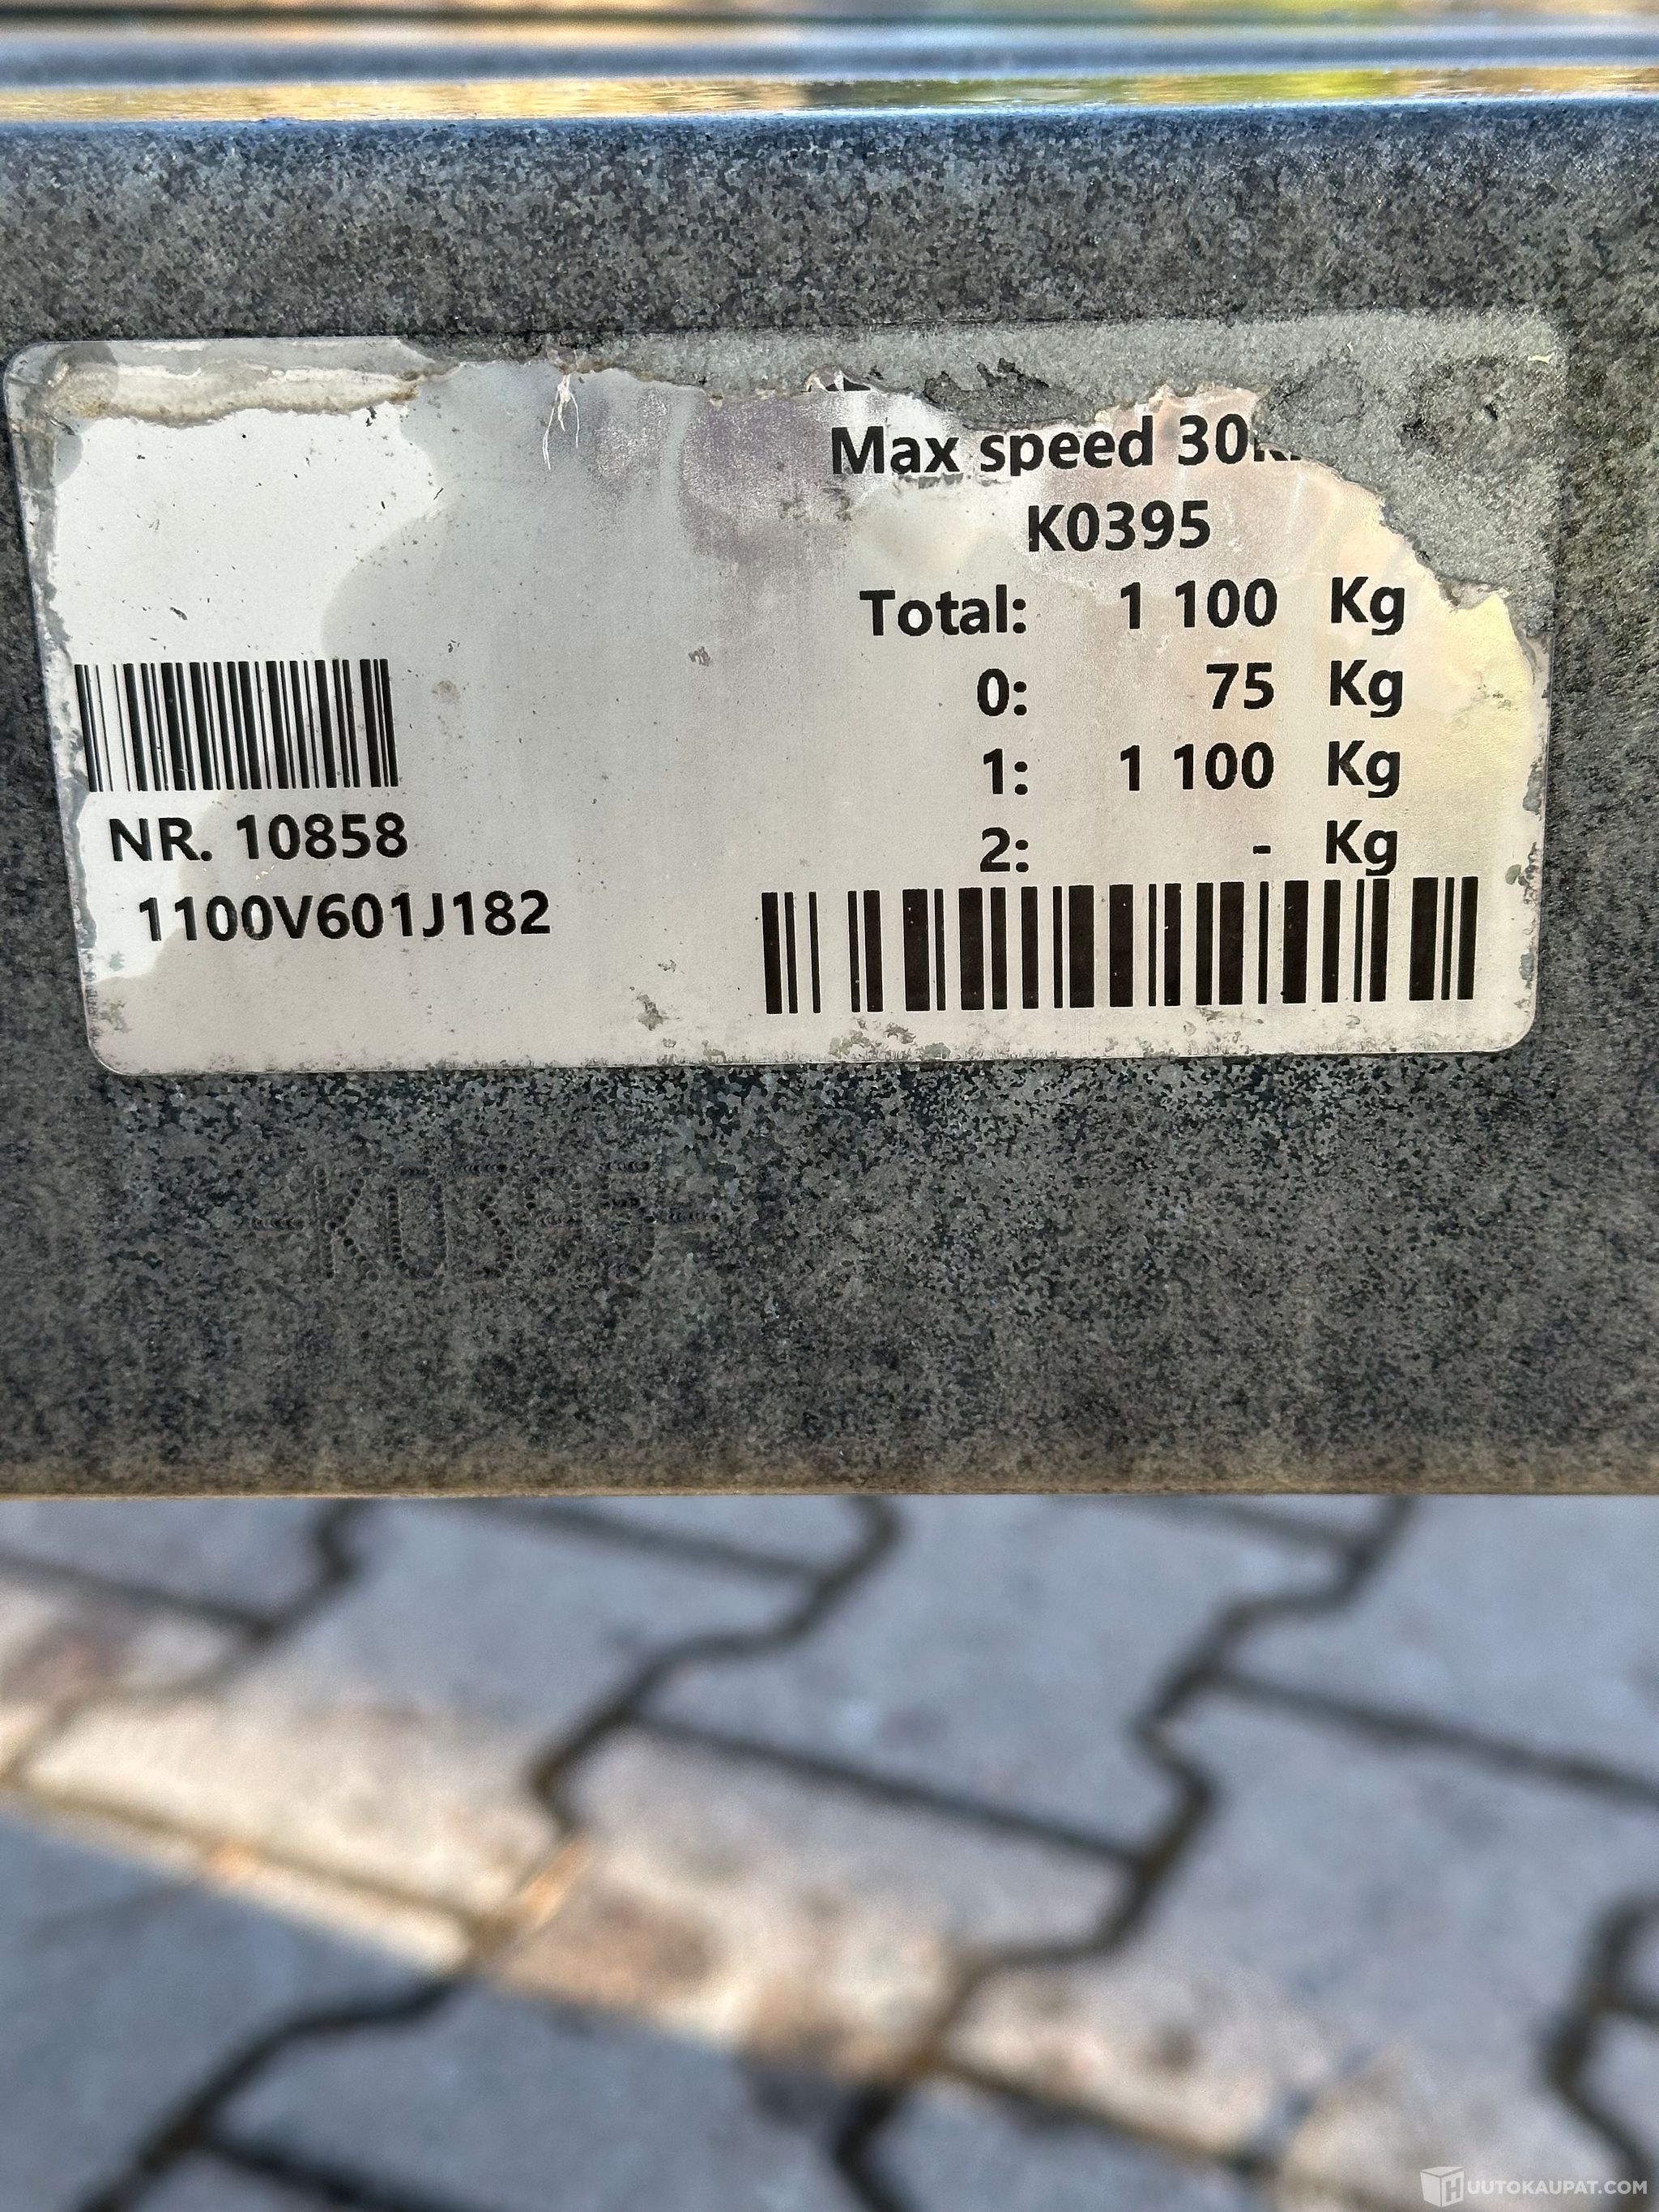 Max speed 30
K0395
Total: 1 100 Kg
0: 75 Kg
1: 1 100 Kg
2: - Kg
NR. 10858
1100V601J182
-K0395-
HUUTOKAUPAT.COM